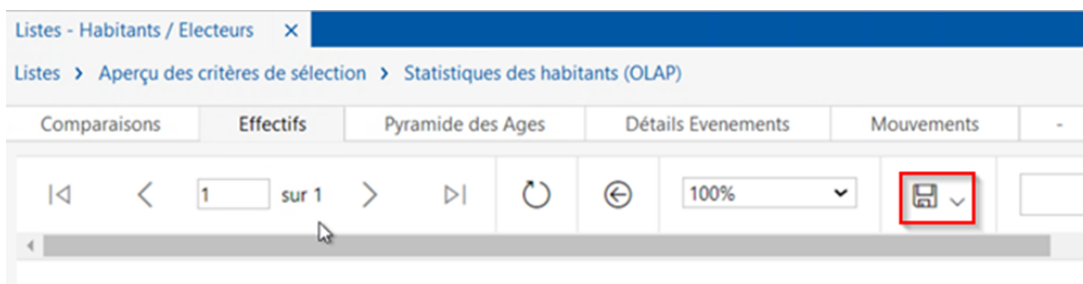 Listes - Habitants / Electeurs ×
Listes > Aperçu des critères de sélection > Statistiques des habitants (OLAP)
Comparaisons Effectifs Pyramide des Ages Détails Evenements Mouvements -
1 sur 1 100%